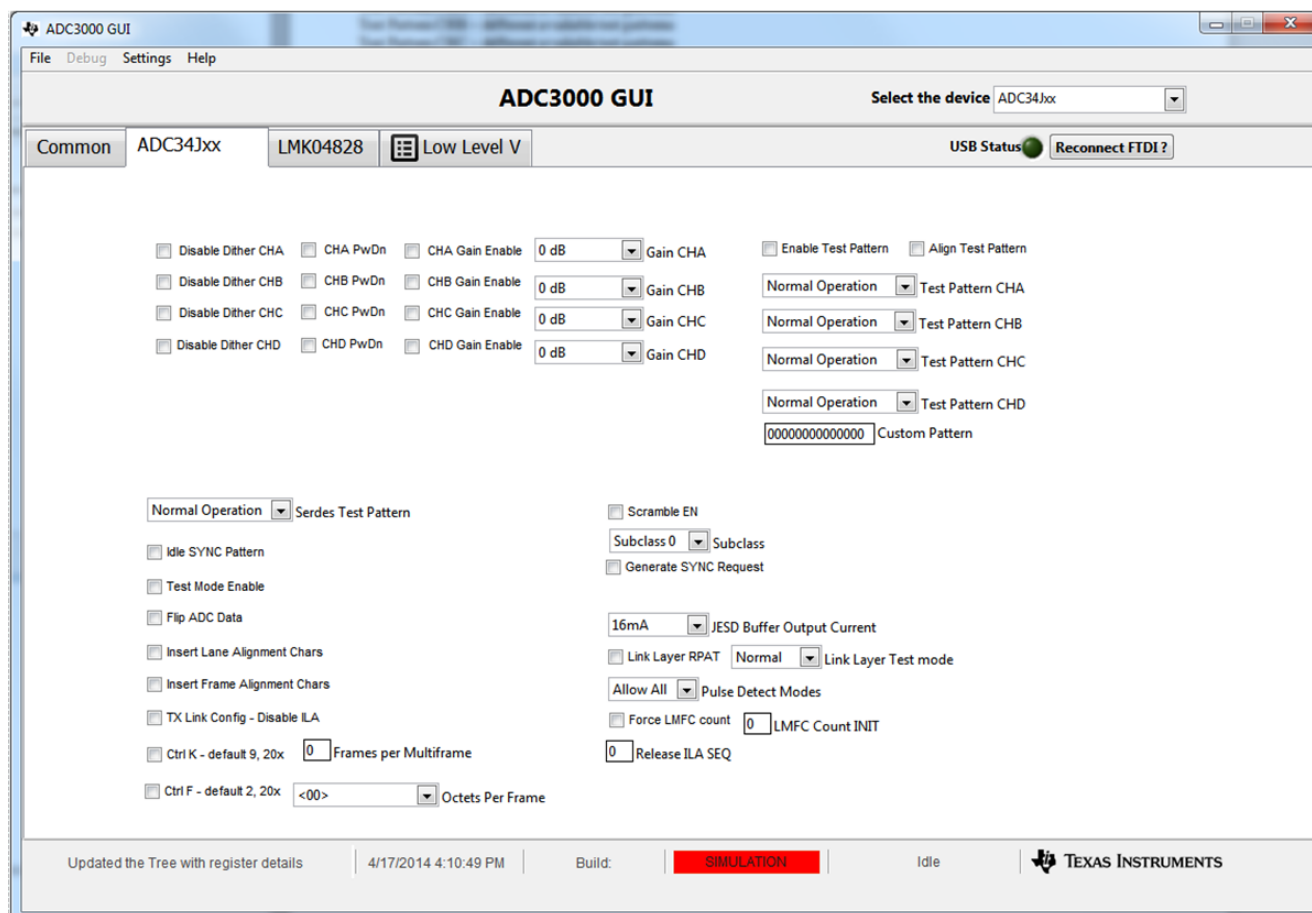 ADC3000 GUI
File Debug Settings Help
ADC3000 GUI
Select the device ADC34Jxx
Common ADC34Jxx LMK04828 Low Level V
USB Status Reconnect FTDI ?
Disable Dither CHA CHA PwDn CHA Gain Enable 0 dB Gain CHA
Disable Dither CHB CHB PwDn CHB Gain Enable 0 dB Gain CHB
Disable Dither CHC CHC PwDn CHC Gain Enable 0 dB Gain CHC
Disable Dither CHD CHD PwDn CHD Gain Enable 0 dB Gain CHD
Enable Test Pattern Align Test Pattern
Normal Operation Test Pattern CHA
Normal Operation Test Pattern CHB
Normal Operation Test Pattern CHC
Normal Operation Test Pattern CHD
00000000000000 Custom Pattern
Normal Operation Serdes Test Pattern
Idle SYNC Pattern
Test Mode Enable
Flip ADC Data
Insert Lane Alignment Chars
Insert Frame Alignment Chars
TX Link Config - Disable ILA
Ctrl K - default 9, 20x 0 Frames per Multiframe
Ctrl F - default 2, 20x <00> Octets Per Frame
Scramble EN
Subclass 0 Subclass
Generate SYNC Request
16mA JESD Buffer Output Current
Link Layer RPAT Normal Link Layer Test mode
Allow All Pulse Detect Modes
Force LMFC count 0 LMFC Count INIT
0 Release ILA SEQ
Updated the Tree with register details 4/17/2014 4:10:49 PM Build: SIMULATION Idle TEXAS INSTRUMENTS